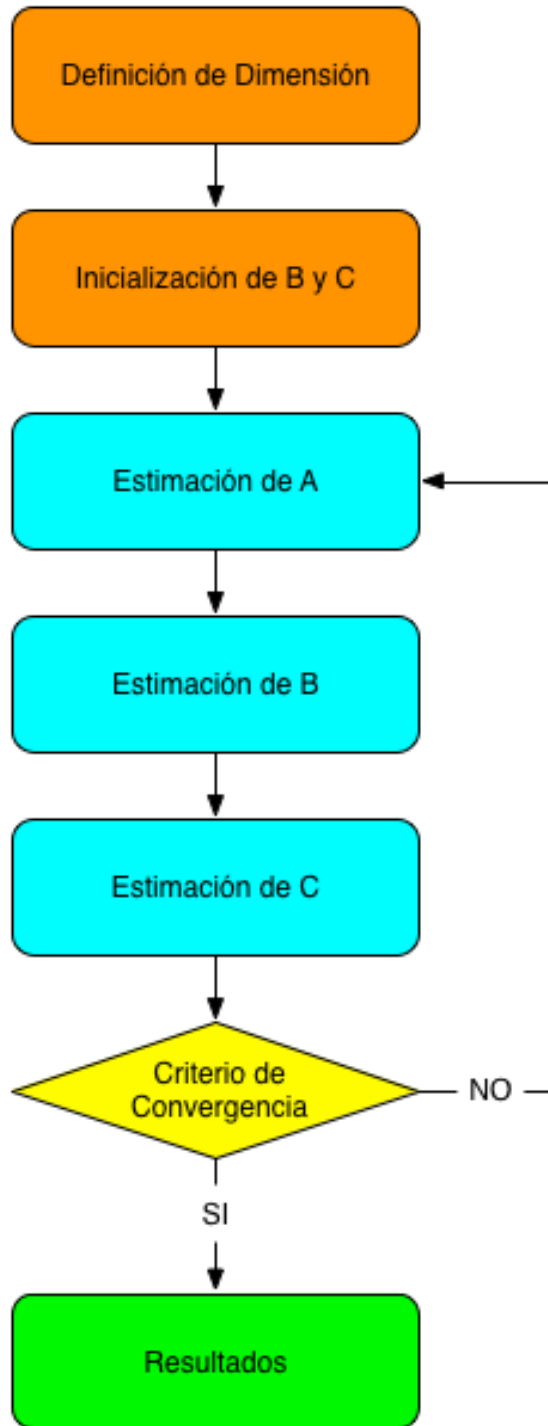 Definición de Dimensión
Inicialización de B y C
Estimación de A
Estimación de B
Estimación de C
Criterio de
Convergencia
NO
SI
Resultados